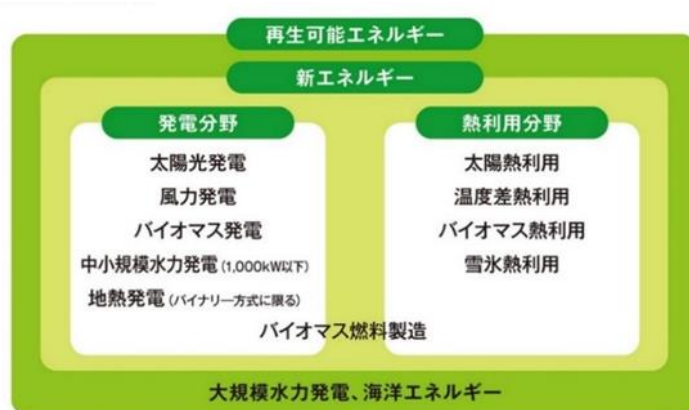 再生可能エネルギー
新エネルギー
発電分野
太陽光発電
風力発電
バイオマス発電
中小規模水力発電(1,000kW以下)
地熱発電(バイナリー方式に限る)
熱利用分野
太陽熱利用
温度差熱利用
バイオマス熱利用
雪氷熱利用
バイオマス燃料製造
大規模水力発電、海洋エネルギー